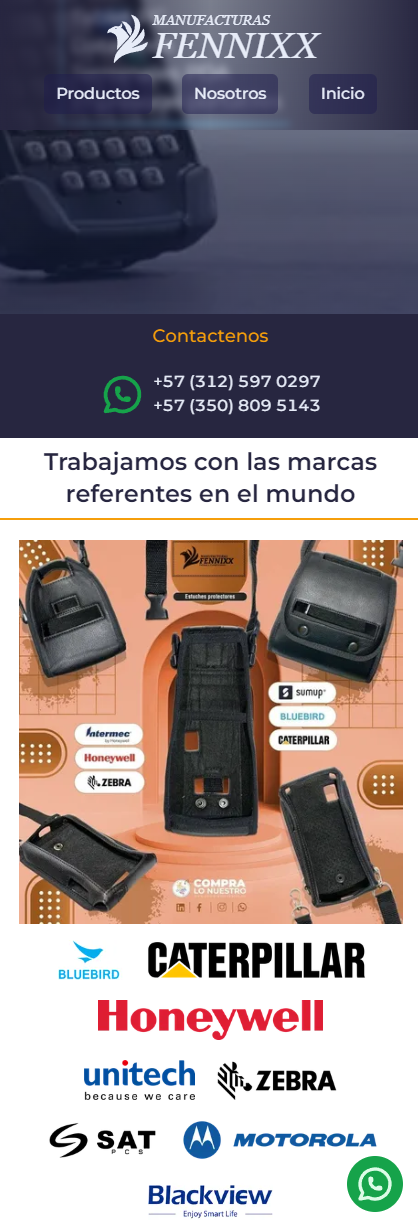 MANUFACTURAS
FENNIXX
Productos
Nosotros
Inicio
Contactenos
+57 (312) 597 0297
+57 (350) 809 5143
Trabajamos con las marcas
referentes en el mundo
FENNIXX
Estuches protectores
sumup
BLUEBIRD
CATERPILLAR
Intermec
by Honeywell
Honeywell
ZEBRA
COMPRA
LO NUESTRO
BLUEBIRD
CATERPILLAR
Honeywell
unitech
because we care
ZEBRA
SAT
PCS
MOTOROLA
Blackview
Enjoy Smart Life